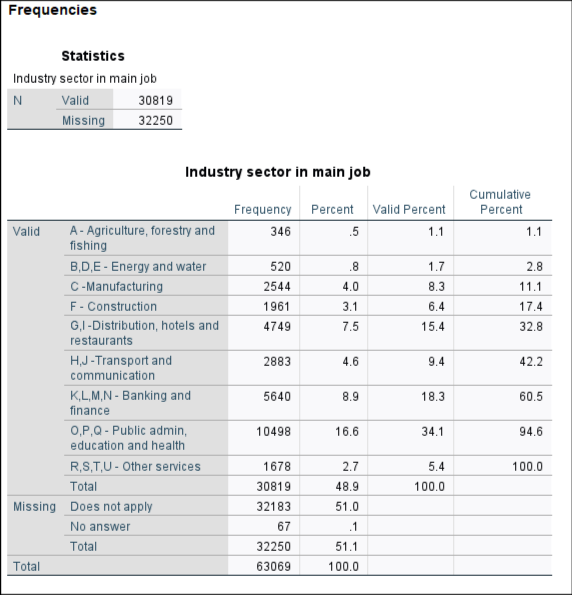 Frequencies
Statistics
Industry sector in main job
N Valid 30819
Missing 32250
Industry sector in main job
Frequency Percent Valid Percent Cumulative Percent
Valid A - Agriculture, forestry and fishing 346 .5 1.1 1.1
B,D,E - Energy and water 520 .8 1.7 2.8
C -Manufacturing 2544 4.0 8.3 11.1
F - Construction 1961 3.1 6.4 17.4
G,I -Distribution, hotels and restaurants 4749 7.5 15.4 32.8
H,J -Transport and communication 2883 4.6 9.4 42.2
K,L,M,N - Banking and finance 5640 8.9 18.3 60.5
O,P,Q - Public admin, education and health 10498 16.6 34.1 94.6
R,S,T,U - Other services 1678 2.7 5.4 100.0
Total 30819 48.9 100.0
Missing Does not apply 32183 51.0
No answer 67 .1
Total 32250 51.1
Total 63069 100.0